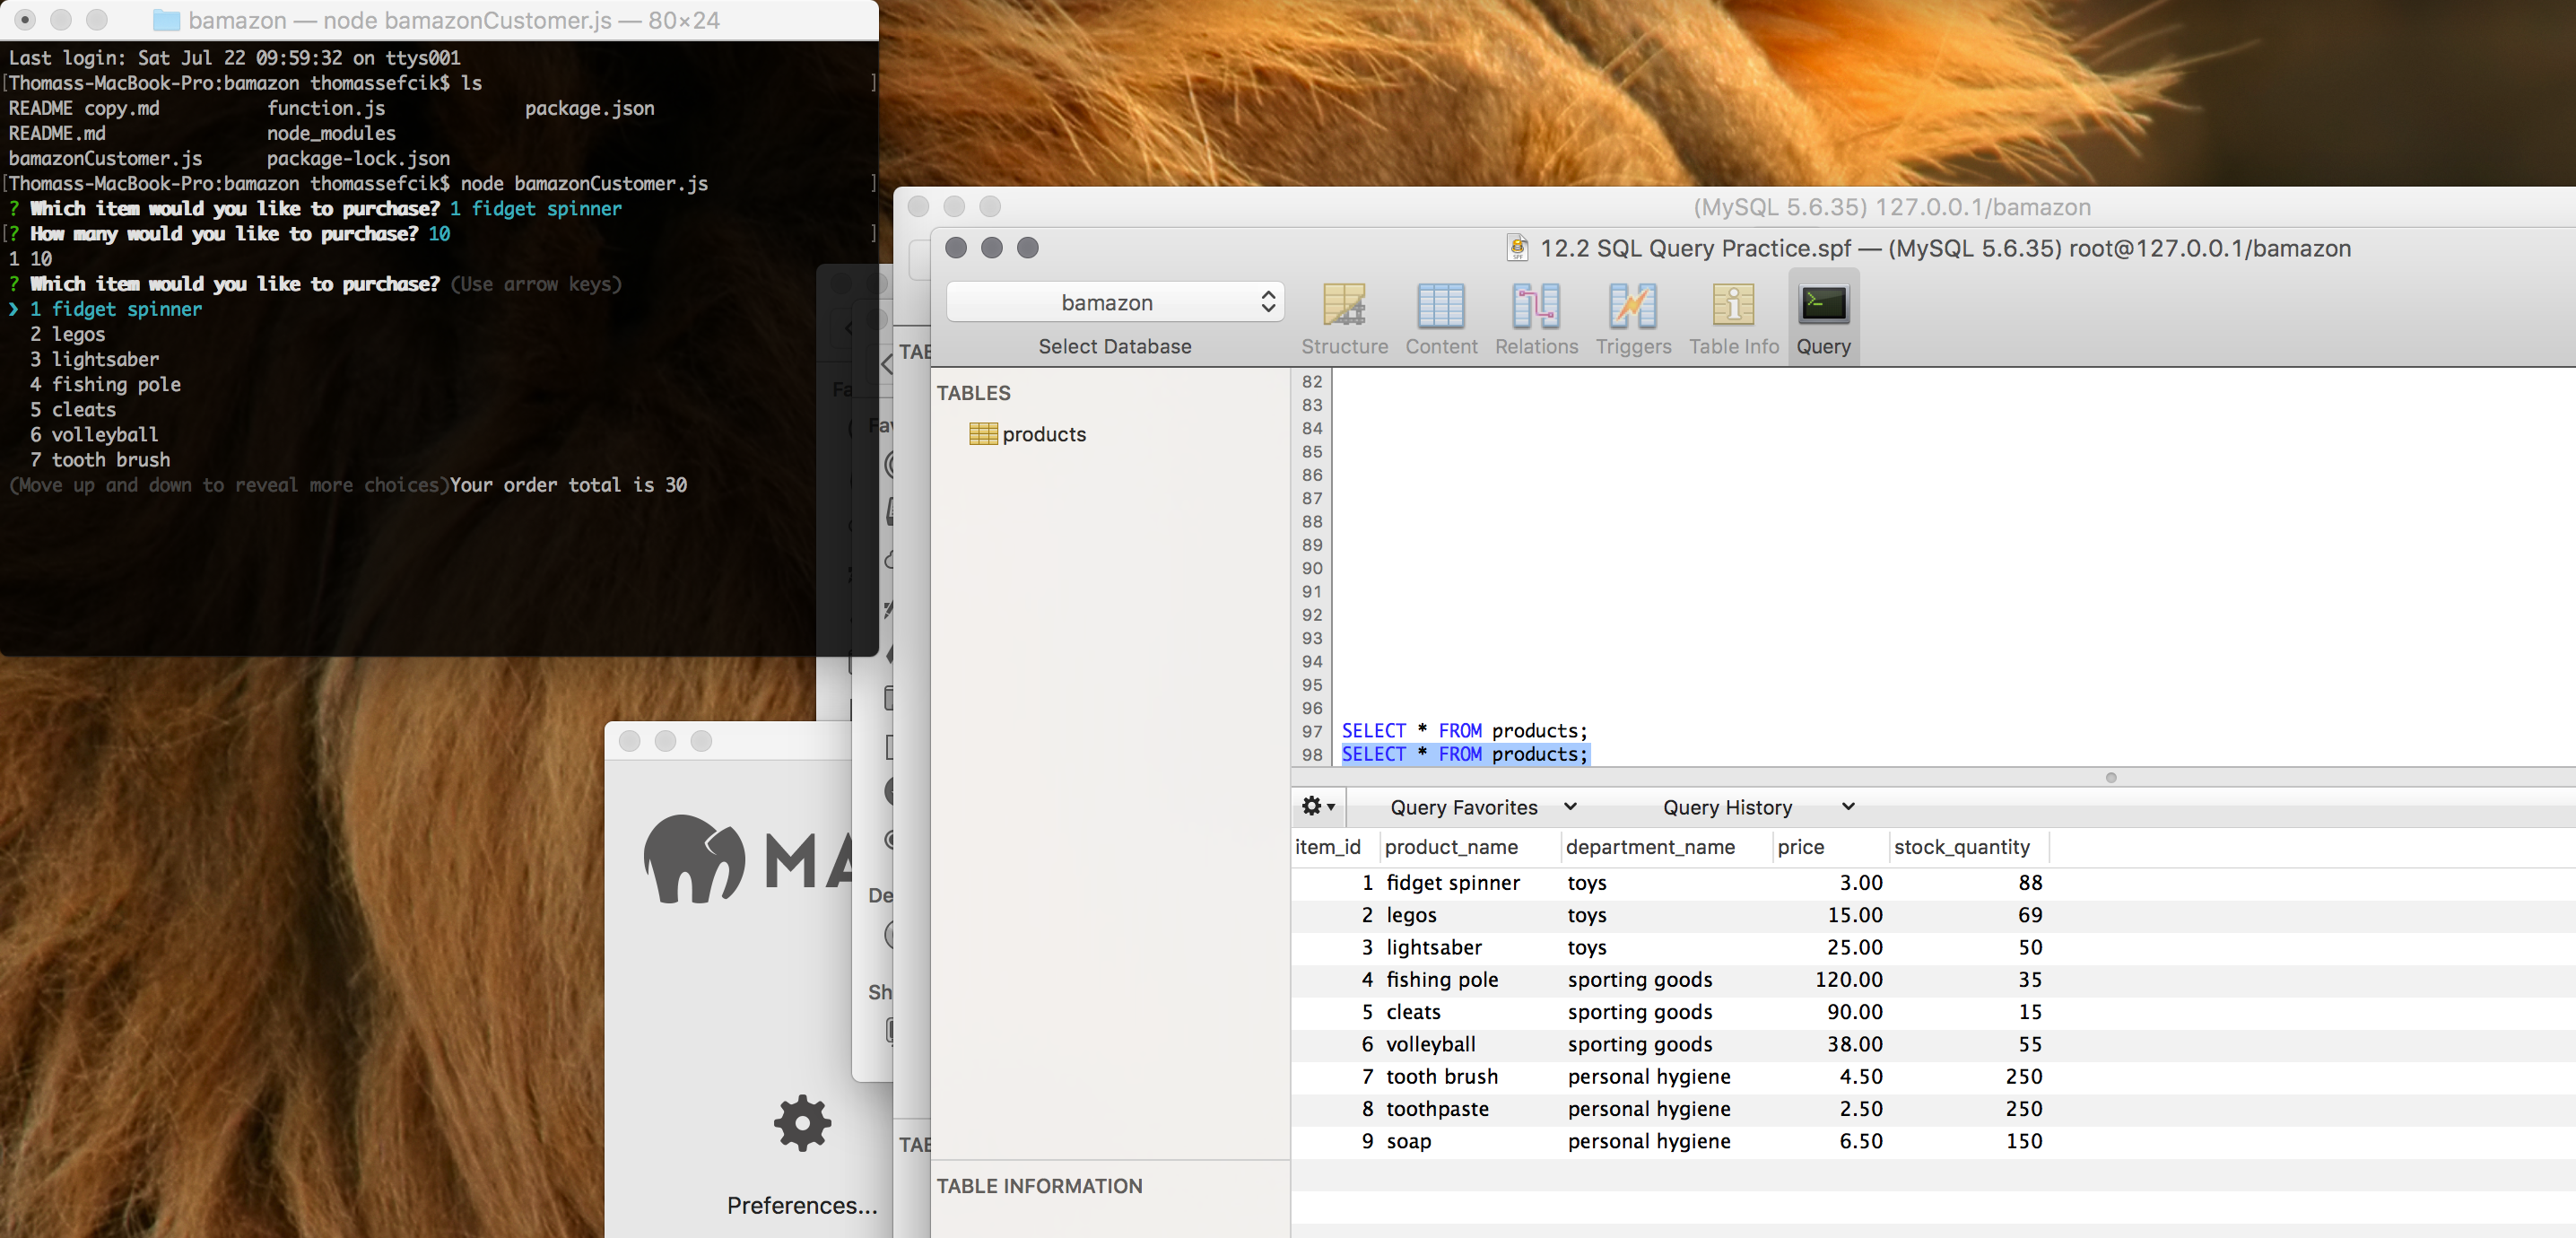 bamazon — node bamazonCustomer.js — 80×24
Last login: Sat Jul 22 09:59:32 on ttys001
[Thomass-MacBook-Pro:bamazon thomassefcik$ ls ]
README copy.md function.js package.json
README.md node_modules
bamazonCustomer.js package-lock.json
[Thomass-MacBook-Pro:bamazon thomassefcik$ node bamazonCustomer.js ]
? Which item would you like to purchase? 1 fidget spinner
[? How many would you like to purchase? 10 ]
1 10
? Which item would you like to purchase? (Use arrow keys)
❯ 1 fidget spinner
2 legos
3 lightsaber
4 fishing pole
5 cleats
6 volleyball
7 tooth brush
(Move up and down to reveal more choices)Your order total is 30
(MySQL 5.6.35) 127.0.0.1/bamazon
12.2 SQL Query Practice.spf — (MySQL 5.6.35) root@127.0.0.1/bamazon
bamazon
Select Database
Structure Content Relations Triggers Table Info Query
TABLES
products
82
83
84
85
86
87
88
89
90
91
92
93
94
95
96
97 SELECT * FROM products;
98 SELECT * FROM products;
Query Favorites Query History
item_id product_name department_name price stock_quantity
1 fidget spinner toys 3.00 88
2 legos toys 15.00 69
3 lightsaber toys 25.00 50
4 fishing pole sporting goods 120.00 35
5 cleats sporting goods 90.00 15
6 volleyball sporting goods 38.00 55
7 tooth brush personal hygiene 4.50 250
8 toothpaste personal hygiene 2.50 250
9 soap personal hygiene 6.50 150
TABLE INFORMATION
Preferences...